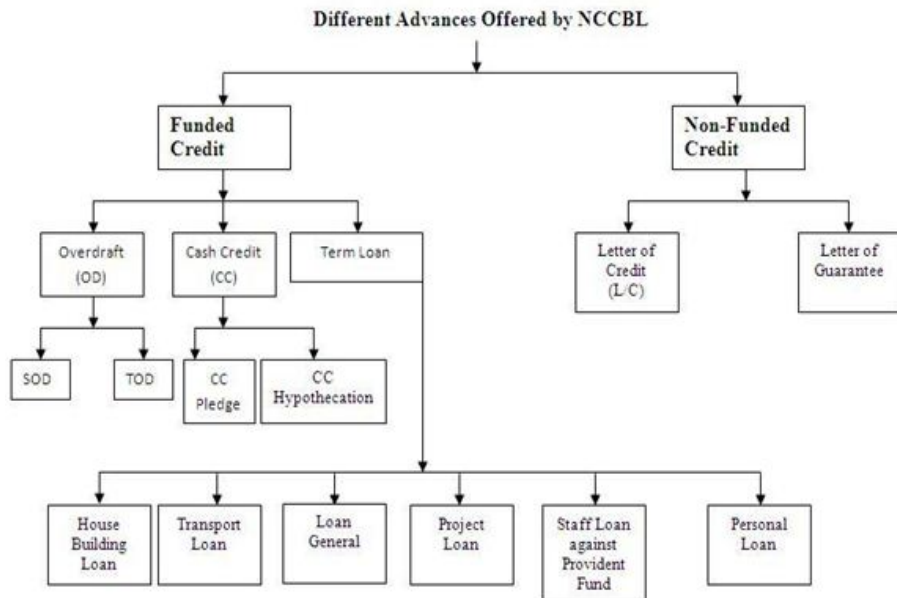 Different Advances Offered by NCCBL
Funded
Credit
Non-Funded
Credit
Overdraft
(OD)
Cash Credit
(CC)
Term Loan
Letter of
Credit
(L/C)
Letter of
Guarantee
SOD
TOD
CC
Pledge
CC
Hypothecation
House
Building
Loan
Transport
Loan
Loan
General
Project
Loan
Staff Loan
against
Provident
Fund
Personal
Loan